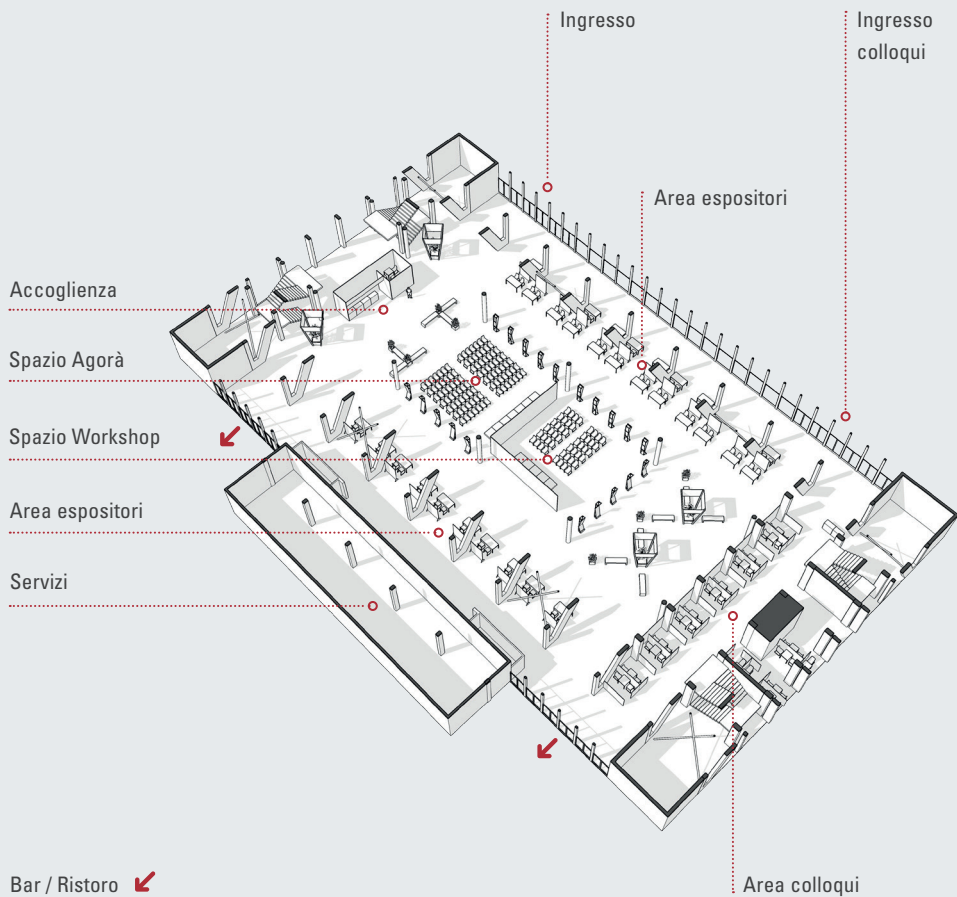 Ingresso
Ingresso
colloqui
Area espositori
Accoglienza
Spazio Agorà
Spazio Workshop
Area espositori
Servizi
Bar / Ristoro
Area colloqui